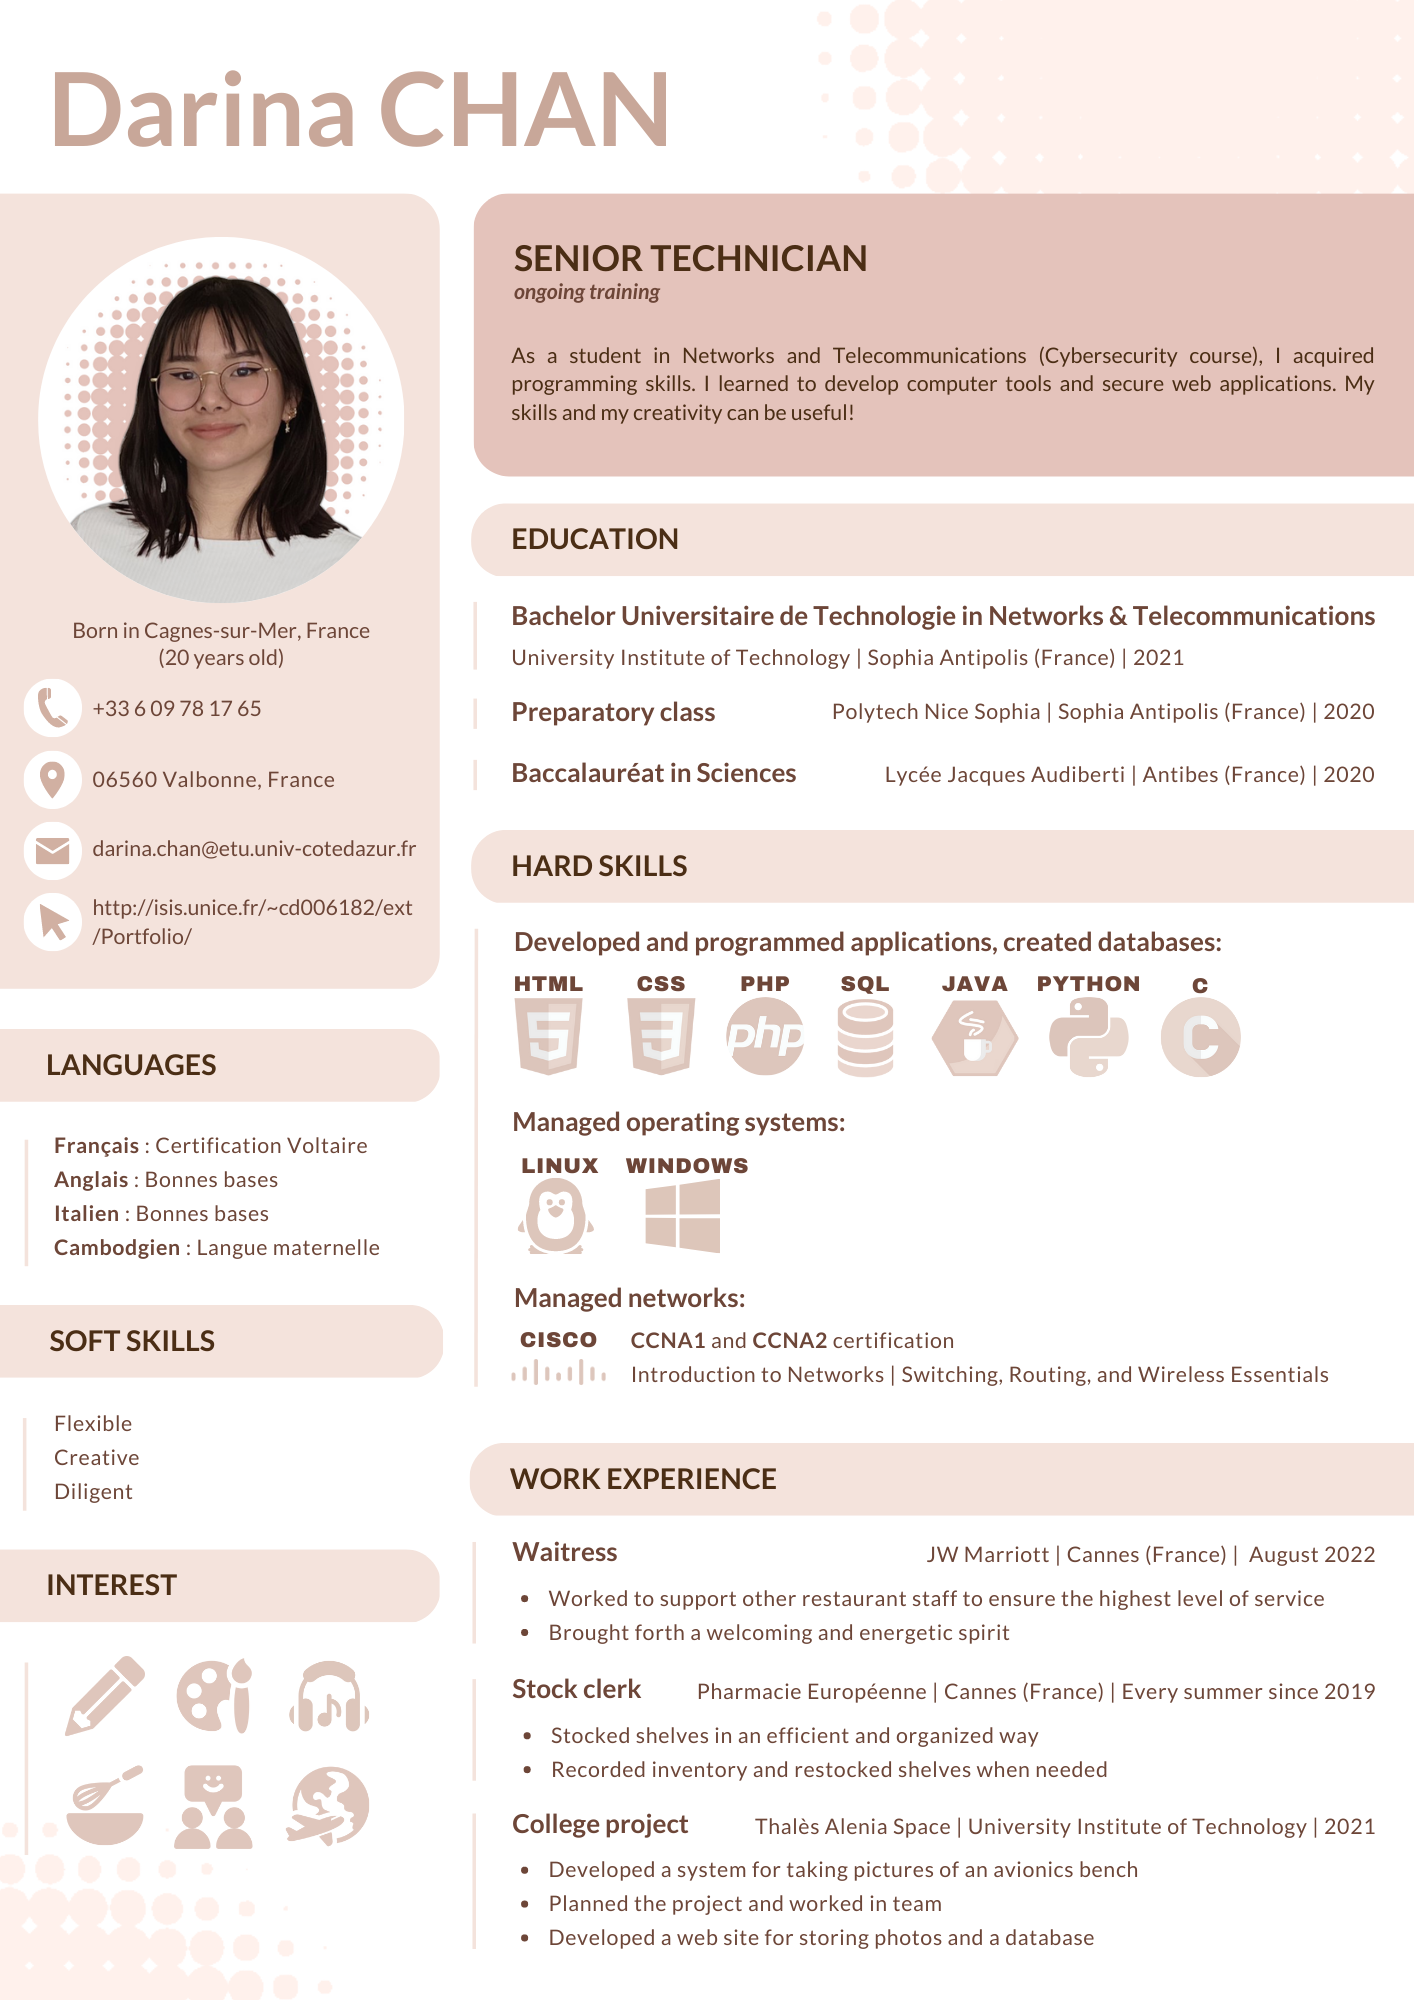 Darina CHAN
Born in Cagnes-sur-Mer, France
(20 years old)
+33 6 09 78 17 65
06560 Valbonne, France
darina.chan@etu.univ-cotedazur.fr
http://isis.unice.fr/~cd006182/ext
/Portfolio/
LANGUAGES
Français : Certification Voltaire
Anglais : Bonnes bases
Italien : Bonnes bases
Cambodgien : Langue maternelle
SOFT SKILLS
Flexible
Creative
Diligent
INTEREST
SENIOR TECHNICIAN
ongoing training
As a student in Networks and Telecommunications (Cybersecurity course), I acquired
programming skills. I learned to develop computer tools and secure web applications. My
skills and my creativity can be useful!
EDUCATION
Bachelor Universitaire de Technologie in Networks & Telecommunications
University Institute of Technology | Sophia Antipolis (France) | 2021
Preparatory class Polytech Nice Sophia | Sophia Antipolis (France) | 2020
Baccalauréat in Sciences Lycée Jacques Audiberti | Antibes (France) | 2020
HARD SKILLS
Developed and programmed applications, created databases:
HTML CSS PHP SQL JAVA PYTHON C
5 3 php C
Managed operating systems:
LINUX WINDOWS
Managed networks:
CISCO CCNA1 and CCNA2 certification
Introduction to Networks | Switching, Routing, and Wireless Essentials
WORK EXPERIENCE
Waitress JW Marriott | Cannes (France) | August 2022
• Worked to support other restaurant staff to ensure the highest level of service
• Brought forth a welcoming and energetic spirit
Stock clerk Pharmacie Européenne | Cannes (France) | Every summer since 2019
• Stocked shelves in an efficient and organized way
• Recorded inventory and restocked shelves when needed
College project Thalès Alenia Space | University Institute of Technology | 2021
• Developed a system for taking pictures of an avionics bench
• Planned the project and worked in team
• Developed a web site for storing photos and a database